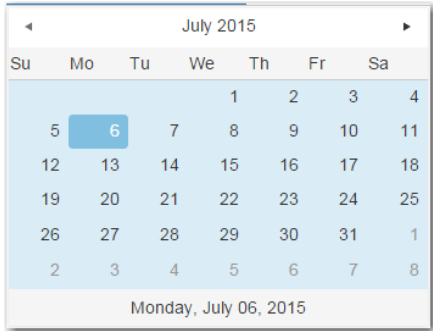 ◄ July 2015 ►
Su Mo Tu We Th Fr Sa
1 2 3 4
5 6 7 8 9 10 11
12 13 14 15 16 17 18
19 20 21 22 23 24 25
26 27 28 29 30 31 1
2 3 4 5 6 7 8
Monday, July 06, 2015